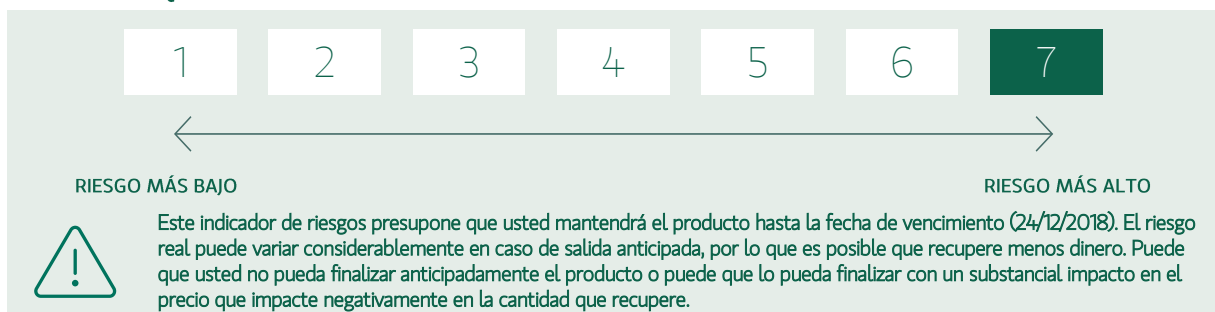 1 2 3 4 5 6 7
RIESGO MÁS BAJO RIESGO MÁS ALTO
Este indicador de riesgos presupone que usted mantendrá el producto hasta la fecha de vencimiento (24/12/2018). El riesgo
real puede variar considerablemente en caso de salida anticipada, por lo que es posible que recupere menos dinero. Puede
que usted no pueda finalizar anticipadamente el producto o puede que lo pueda finalizar con un substancial impacto en el
precio que impacte negativamente en la cantidad que recupere.